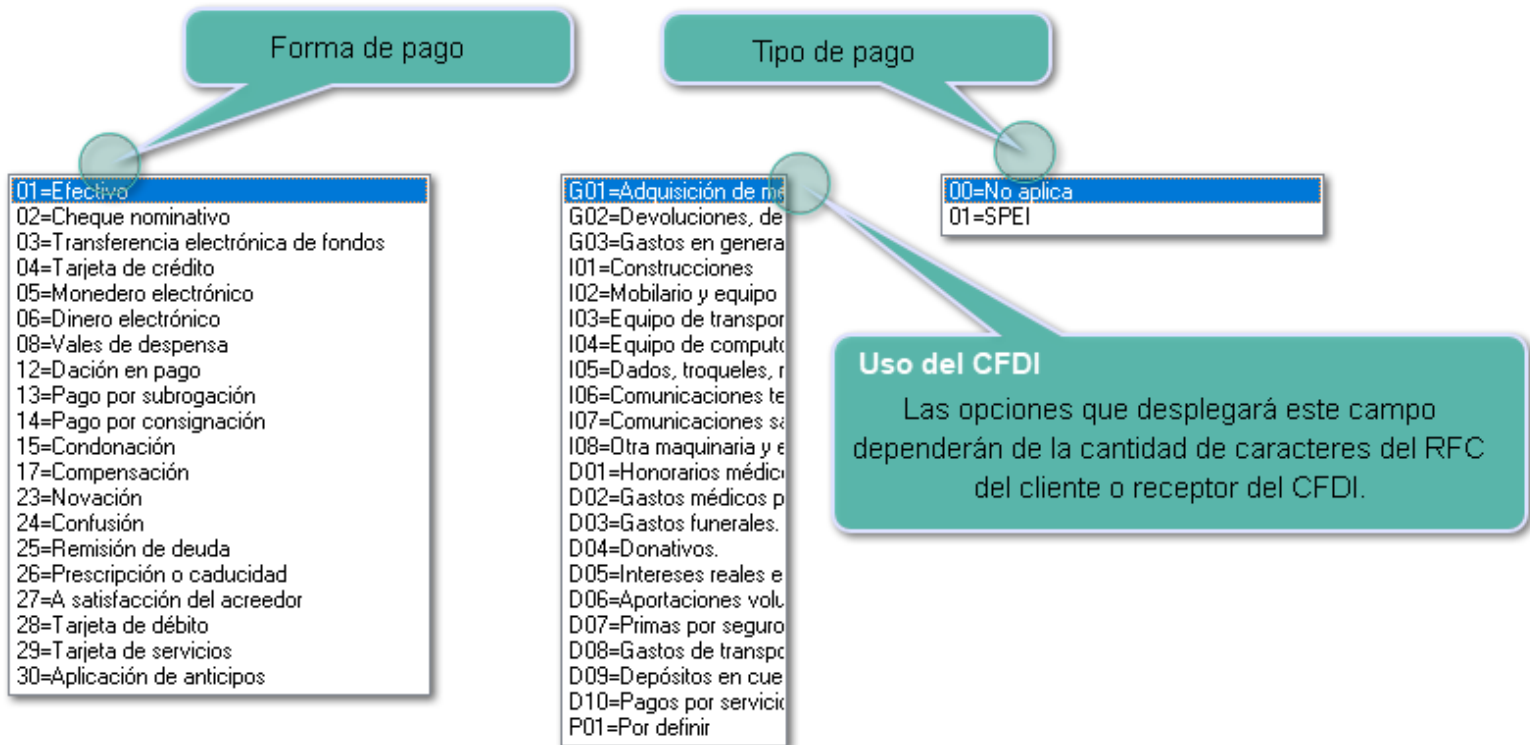 Forma de pago
Tipo de pago
01=Efectivo
02=Cheque nominativo
03=Transferencia electrónica de fondos
04=Tarjeta de crédito
05=Monedero electrónico
06=Dinero electrónico
08=Vales de despensa
12=Dación en pago
13=Pago por subrogación
14=Pago por consignación
15=Condonación
17=Compensación
23=Novación
24=Confusión
25=Remisión de deuda
26=Prescripción o caducidad
27=A satisfacción del acreedor
28=Tarjeta de débito
29=Tarjeta de servicios
30=Aplicación de anticipos
G01=Adquisición de me
G02=Devoluciones, de
G03=Gastos en genera
I01=Construcciones
I02=Mobilario y equipo
I03=Equipo de transpor
I04=Equipo de computo
I05=Dados, troqueles, r
I06=Comunicaciones te
I07=Comunicaciones sa
I08=Otra maquinaria y e
D01=Honorarios médico
D02=Gastos médicos p
D03=Gastos funerales.
D04=Donativos.
D05=Intereses reales e
D06=Aportaciones volu
D07=Primas por seguro
D08=Gastos de transpo
D09=Depósitos en cue
D10=Pagos por servicio
P01=Por definir
00=No aplica
01=SPEI
Uso del CFDI
Las opciones que desplegará este campo
dependerán de la cantidad de caracteres del RFC
del cliente o receptor del CFDI.